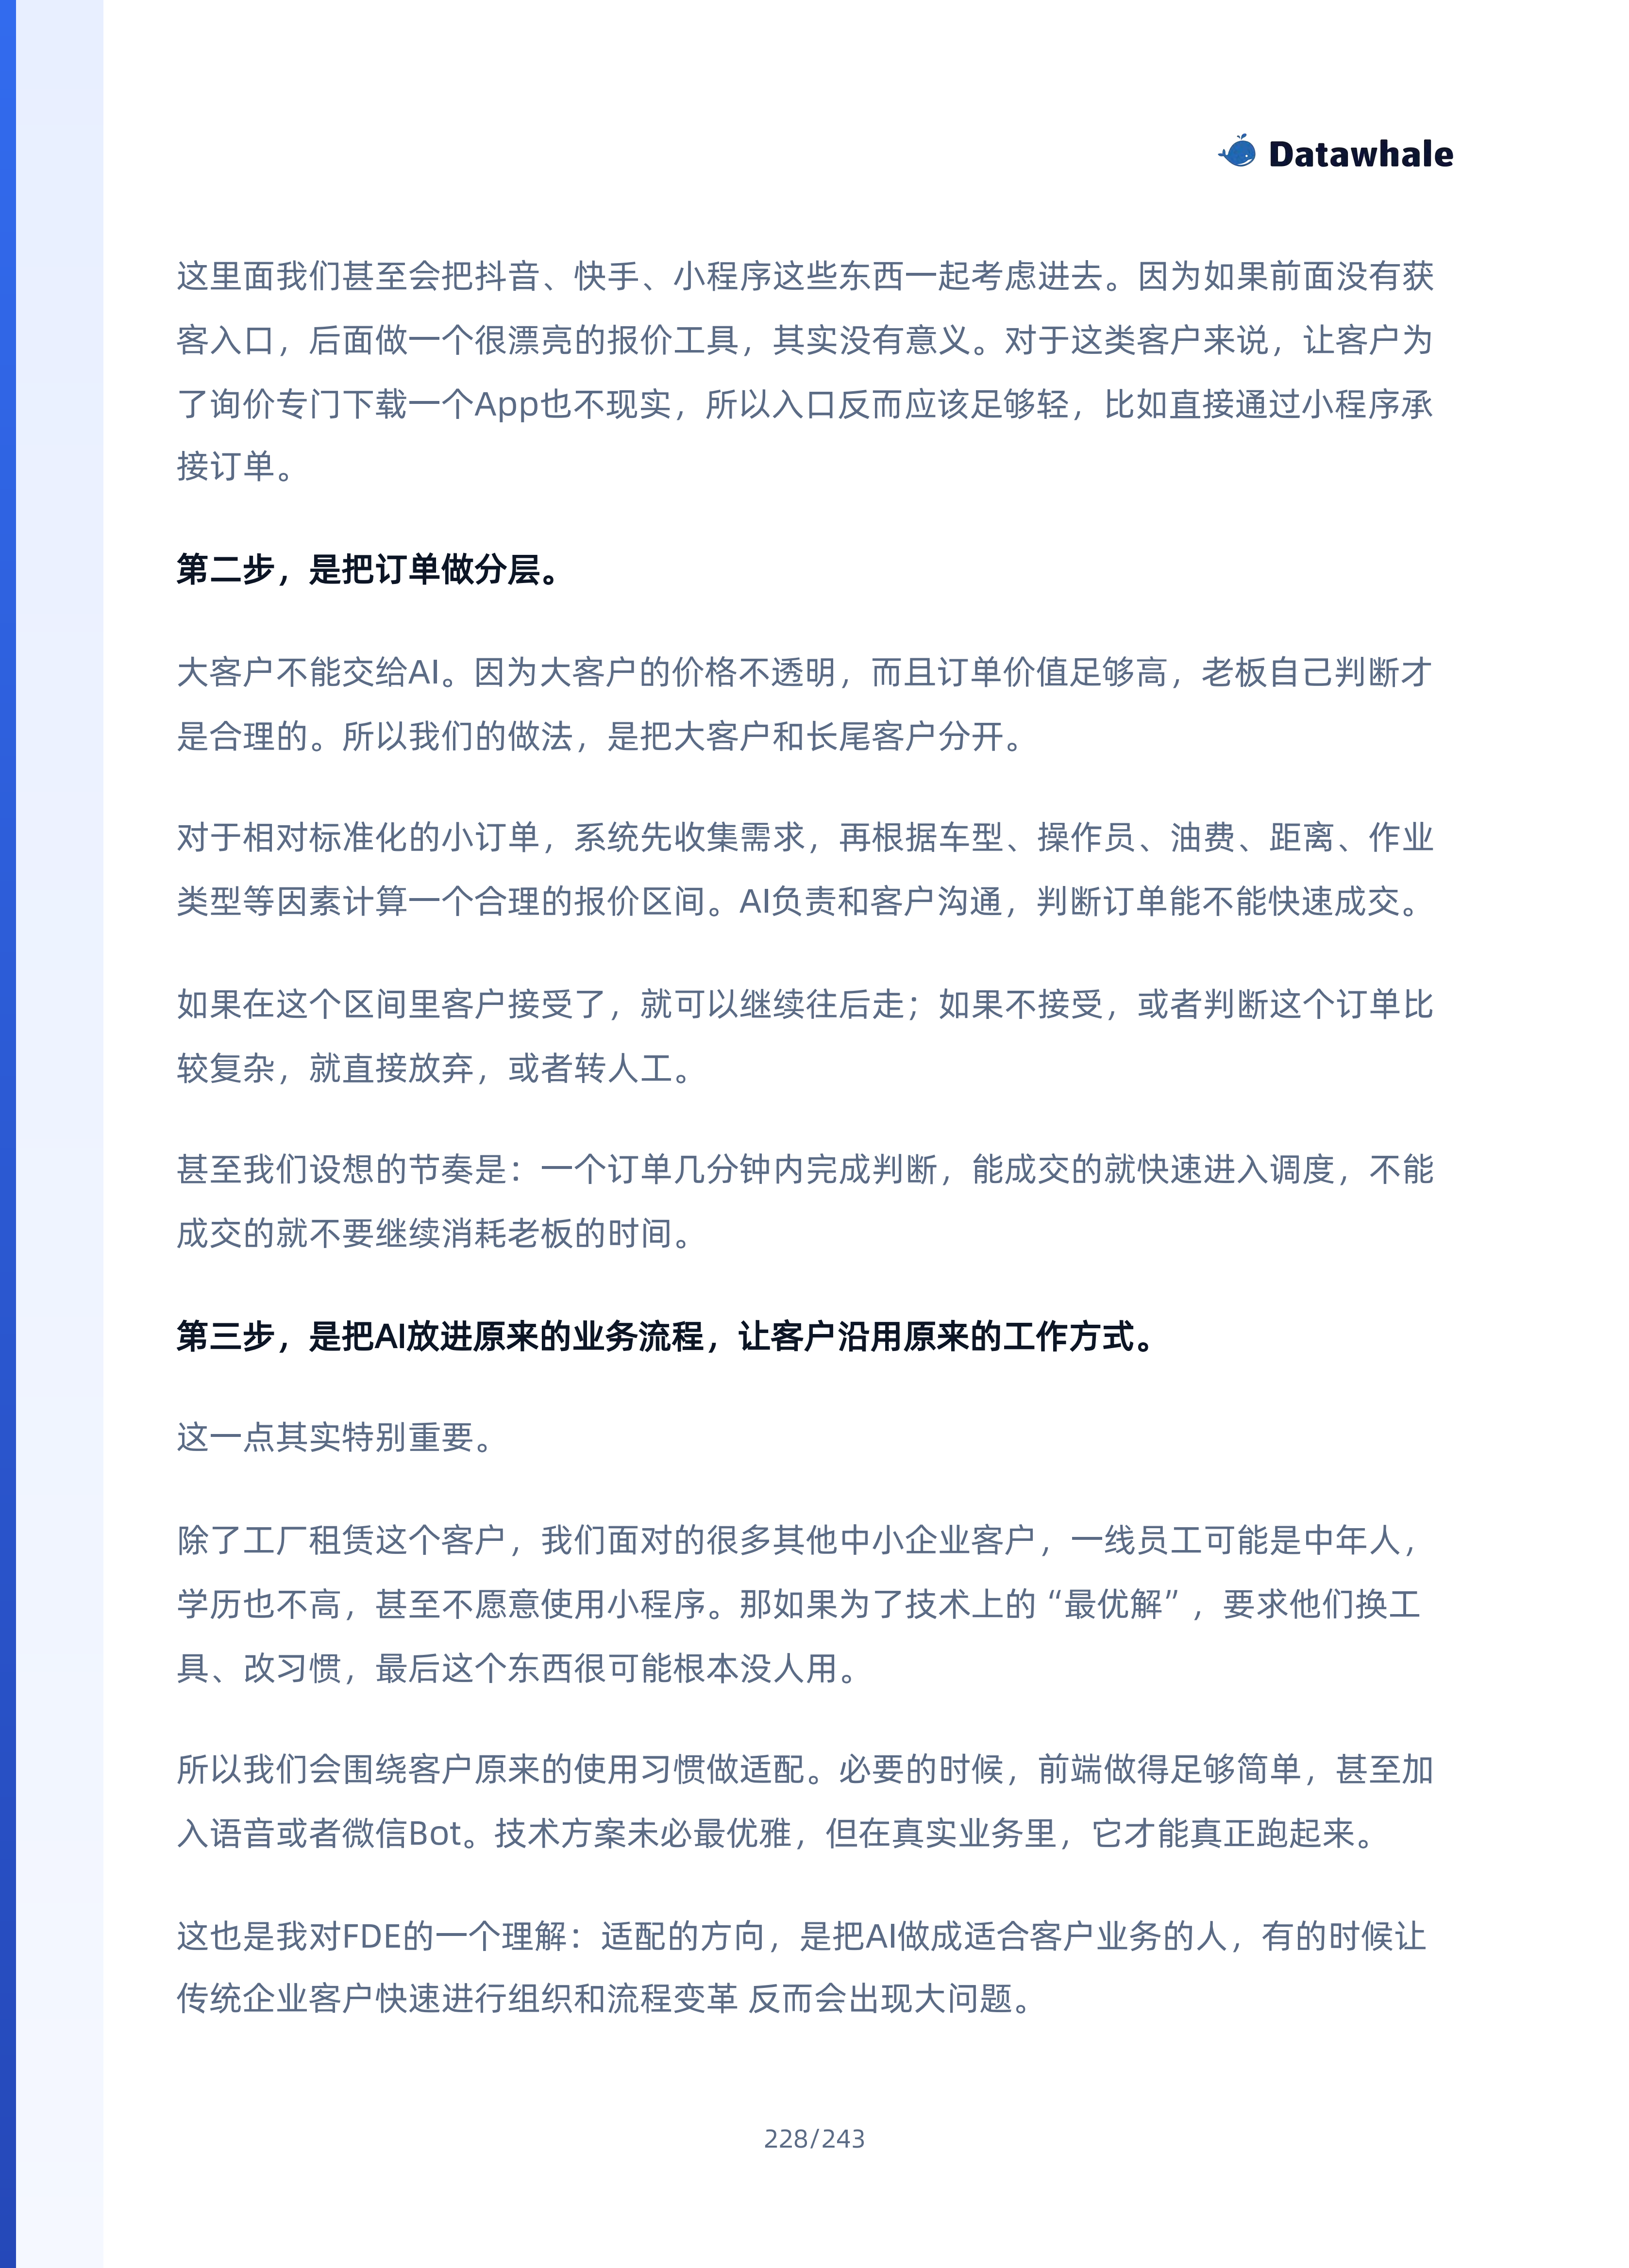 Datawhale
这里面我们甚至会把抖音、快手、小程序这些东西一起考虑进去。因为如果前面没有获
客入口，后面做一个很漂亮的报价工具，其实没有意义。对于这类客户来说，让客户为
了询价专门下载一个App也不现实，所以入口反而应该足够轻，比如直接通过小程序承
接订单。
第二步，是把订单做分层。
大客户不能交给AI。因为大客户的价格不透明，而且订单价值足够高，老板自己判断才
是合理的。所以我们的做法，是把大客户和长尾客户分开。
对于相对标准化的小订单，系统先收集需求，再根据车型、操作员、油费、距离、作业
类型等因素计算一个合理的报价区间。AI负责和客户沟通，判断订单能不能快速成交。
如果在这个区间里客户接受了，就可以继续往后走；如果不接受，或者判断这个订单比
较复杂，就直接放弃，或者转人工。
甚至我们设想的节奏是：一个订单几分钟内完成判断，能成交的就快速进入调度，不能
成交的就不要继续消耗老板的时间。
第三步，是把AI放进原来的业务流程，让客户沿用原来的工作方式。
这一点其实特别重要。
除了工厂租赁这个客户，我们面对的很多其他中小企业客户，一线员工可能是中年人，
学历也不高，甚至不愿意使用小程序。那如果为了技术上的“最优解”，要求他们换工
具、改习惯，最后这个东西很可能根本没人用。
所以我们会围绕客户原来的使用习惯做适配。必要的时候，前端做得足够简单，甚至加
入语音或者微信Bot。技术方案未必最优雅，但在真实业务里，它才能真正跑起来。
这也是我对FDE的一个理解：适配的方向，是把AI做成适合客户业务的人，有的时候让
传统企业客户快速进行组织和流程变革 反而会出现大问题。
228/243